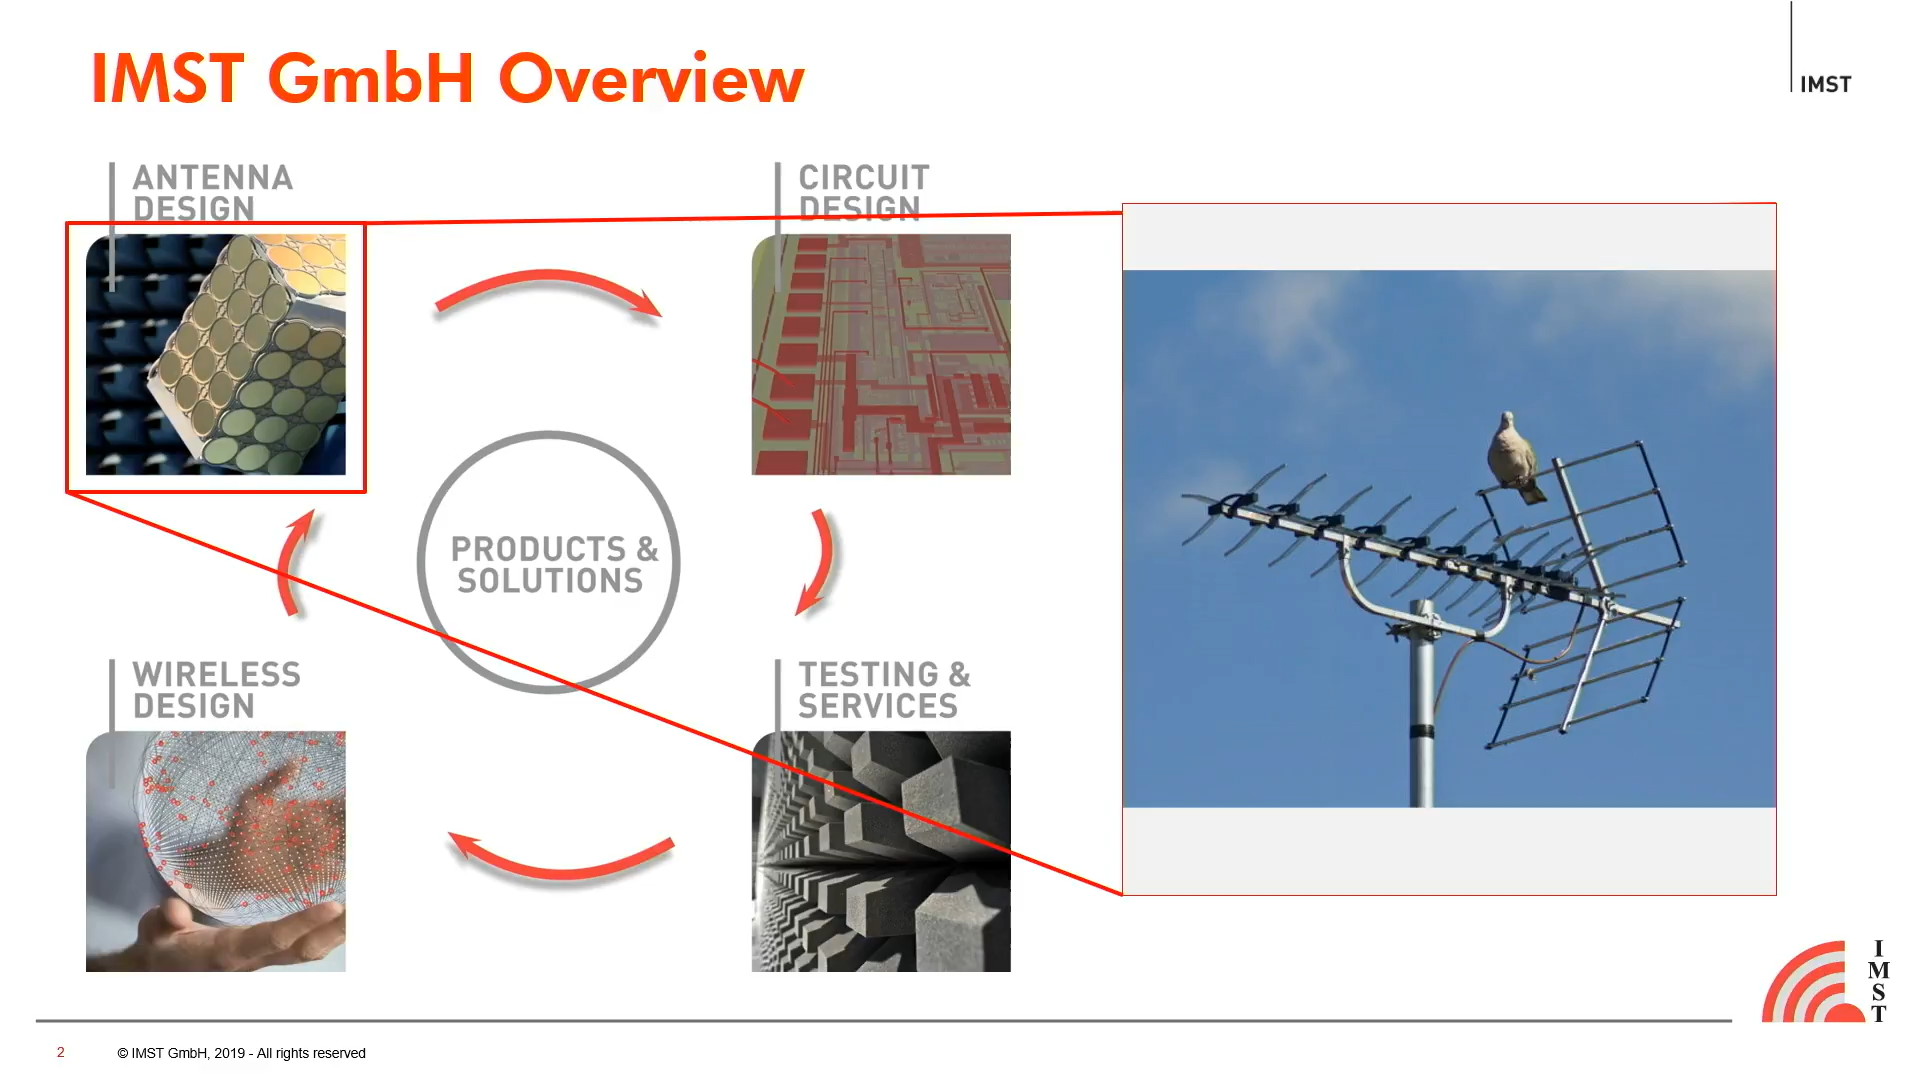 IMST GmbH Overview
IMST
ANTENNA
DESIGN
CIRCUIT
DESIGN
PRODUCTS &
SOLUTIONS
WIRELESS
DESIGN
TESTING &
SERVICES
I
M
S
T
2
© IMST GmbH, 2019 - All rights reserved